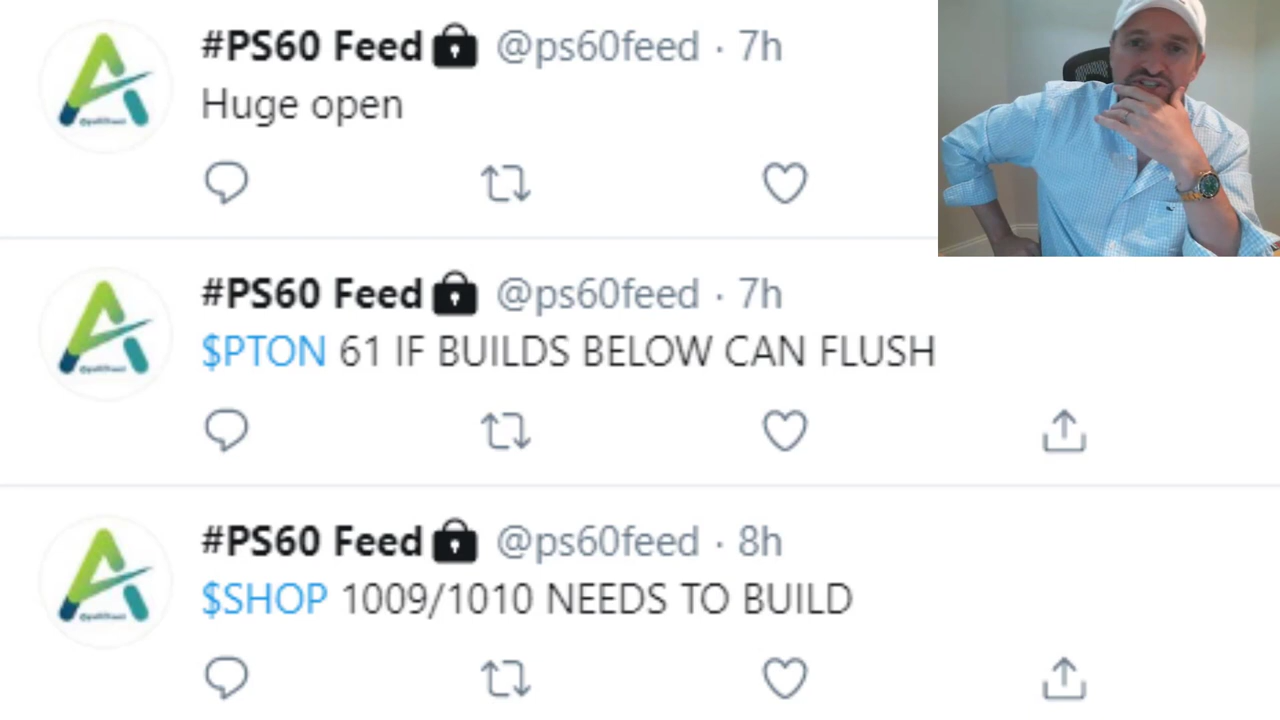 #PS60 Feed🔒 @ps60feed · 7h
Huge open
#PS60 Feed🔒 @ps60feed · 7h
$PTON 61 IF BUILDS BELOW CAN FLUSH
#PS60 Feed🔒 @ps60feed · 8h
$SHOP 1009/1010 NEEDS TO BUILD